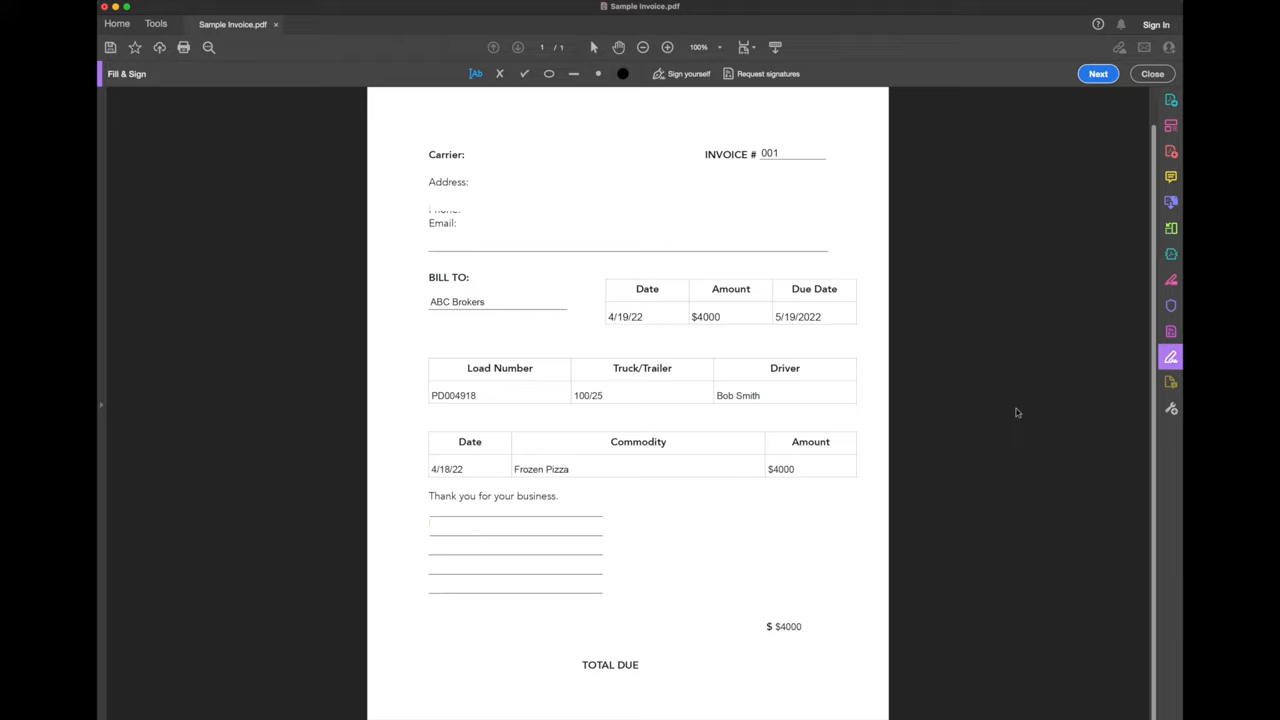 Sample Invoice.pdf
Home Tools Sample Invoice.pdf × Sign In
1 / 1 100%
Fill & Sign Ab Sign yourself Request signatures Next Close
Carrier: INVOICE # 001
Address:
Phone:
Email:
BILL TO:
ABC Brokers
Date Amount Due Date
4/19/22 $4000 5/19/2022
Load Number Truck/Trailer Driver
PD004918 100/25 Bob Smith
Date Commodity Amount
4/18/22 Frozen Pizza $4000
Thank you for your business.
$ $4000
TOTAL DUE